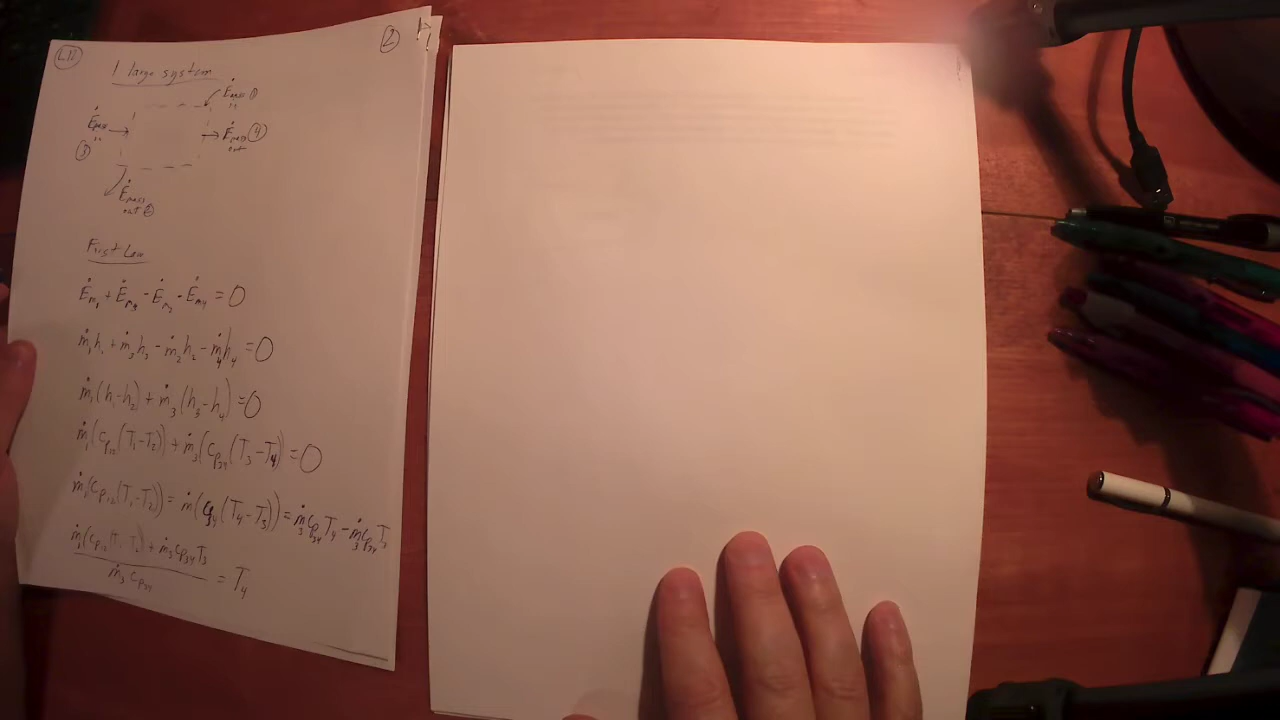 L12
2
1 large system
Ėmass in ①
Ėmass in ③
Ėmass out ④
Ėmass out ②
First Law
Ėm₁ + Ėm₃ - Ėm₂ - Ėm₄ = 0
ṁ₁h₁ + ṁ₃h₃ - ṁ₂h₂ - ṁ₄h₄ = 0
ṁ₁(h₁-h₂) + ṁ₃(h₃-h₄) = 0
ṁ₁(Cp₁₂(T₁-T₂)) + ṁ₃(Cp₃₄(T₃-T₄)) = 0
ṁ₁(Cp₁₂(T₁-T₂)) = ṁ(Cp₃₄(T₄-T₃)) = ṁ₃Cp₃₄T₄ - ṁ₃Cp₃₄T₃
ṁ₁(Cp₁₂(T₁-T₂) + ṁ₃Cp₃₄T₃
ṁ₃Cp₃₄ = T₄